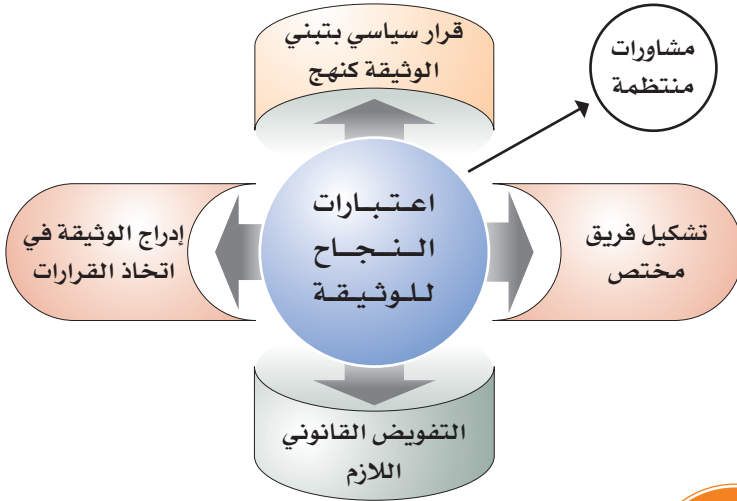 قرار سياسي بتبني
الوثيقة كنهج
مشاورات
منتظمة
اعتبارات
النجاح
للوثيقة
تشكيل فريق
مختص
إدراج الوثيقة في
اتخاذ القرارات
التفويض القانوني
اللازم